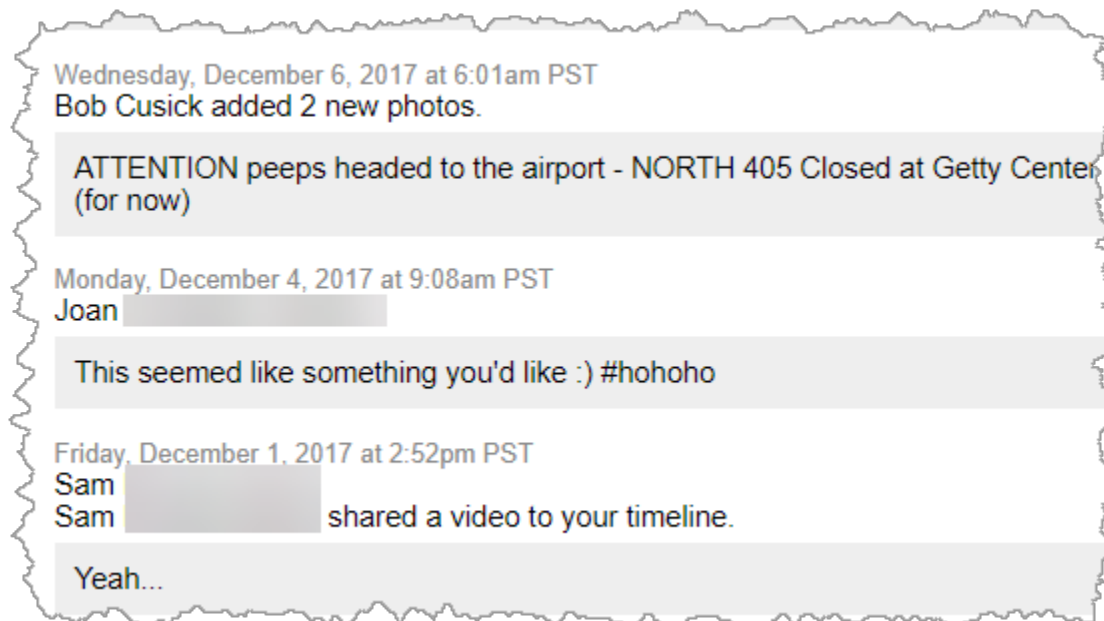 Wednesday, December 6, 2017 at 6:01am PST
Bob Cusick added 2 new photos.
ATTENTION peeps headed to the airport - NORTH 405 Closed at Getty Center
(for now)
Monday, December 4, 2017 at 9:08am PST
Joan
This seemed like something you'd like :) #hohoho
Friday, December 1, 2017 at 2:52pm PST
Sam
Sam shared a video to your timeline.
Yeah...